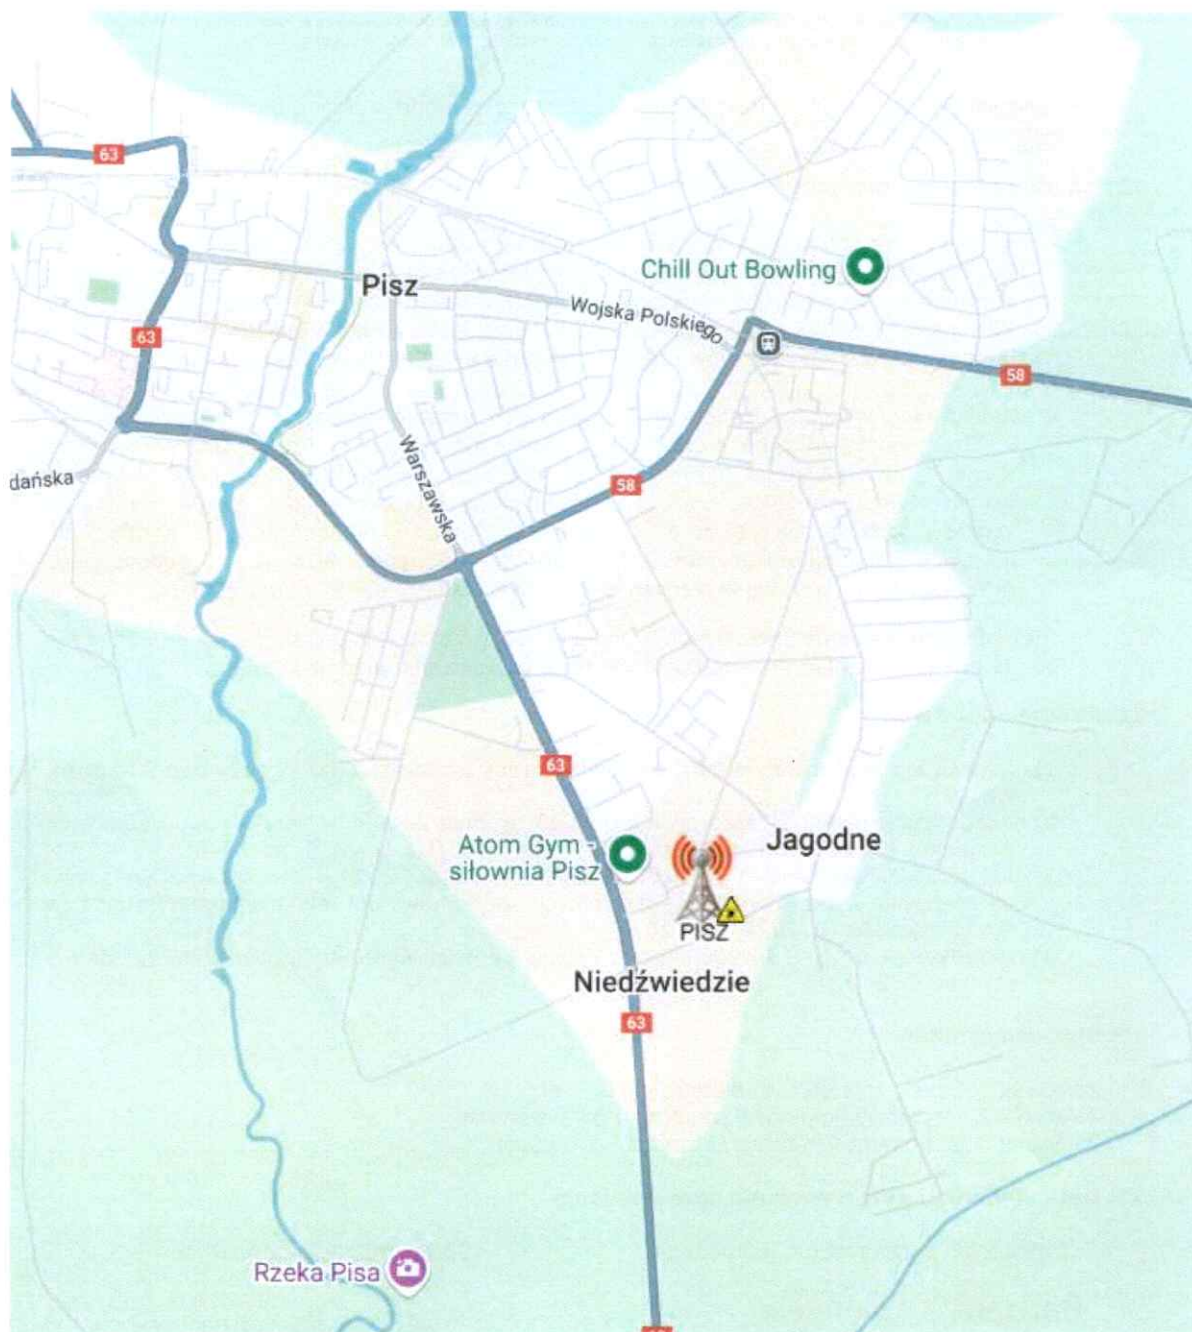 63
Chill Out Bowling
Pisz
Wojska Polskiego
63
58
58
dańska
Warszawska
63
Atom Gym -
siłownia Pisz
Jagodne
PISZ
Niedźwiedzie
63
Rzeka Pisa